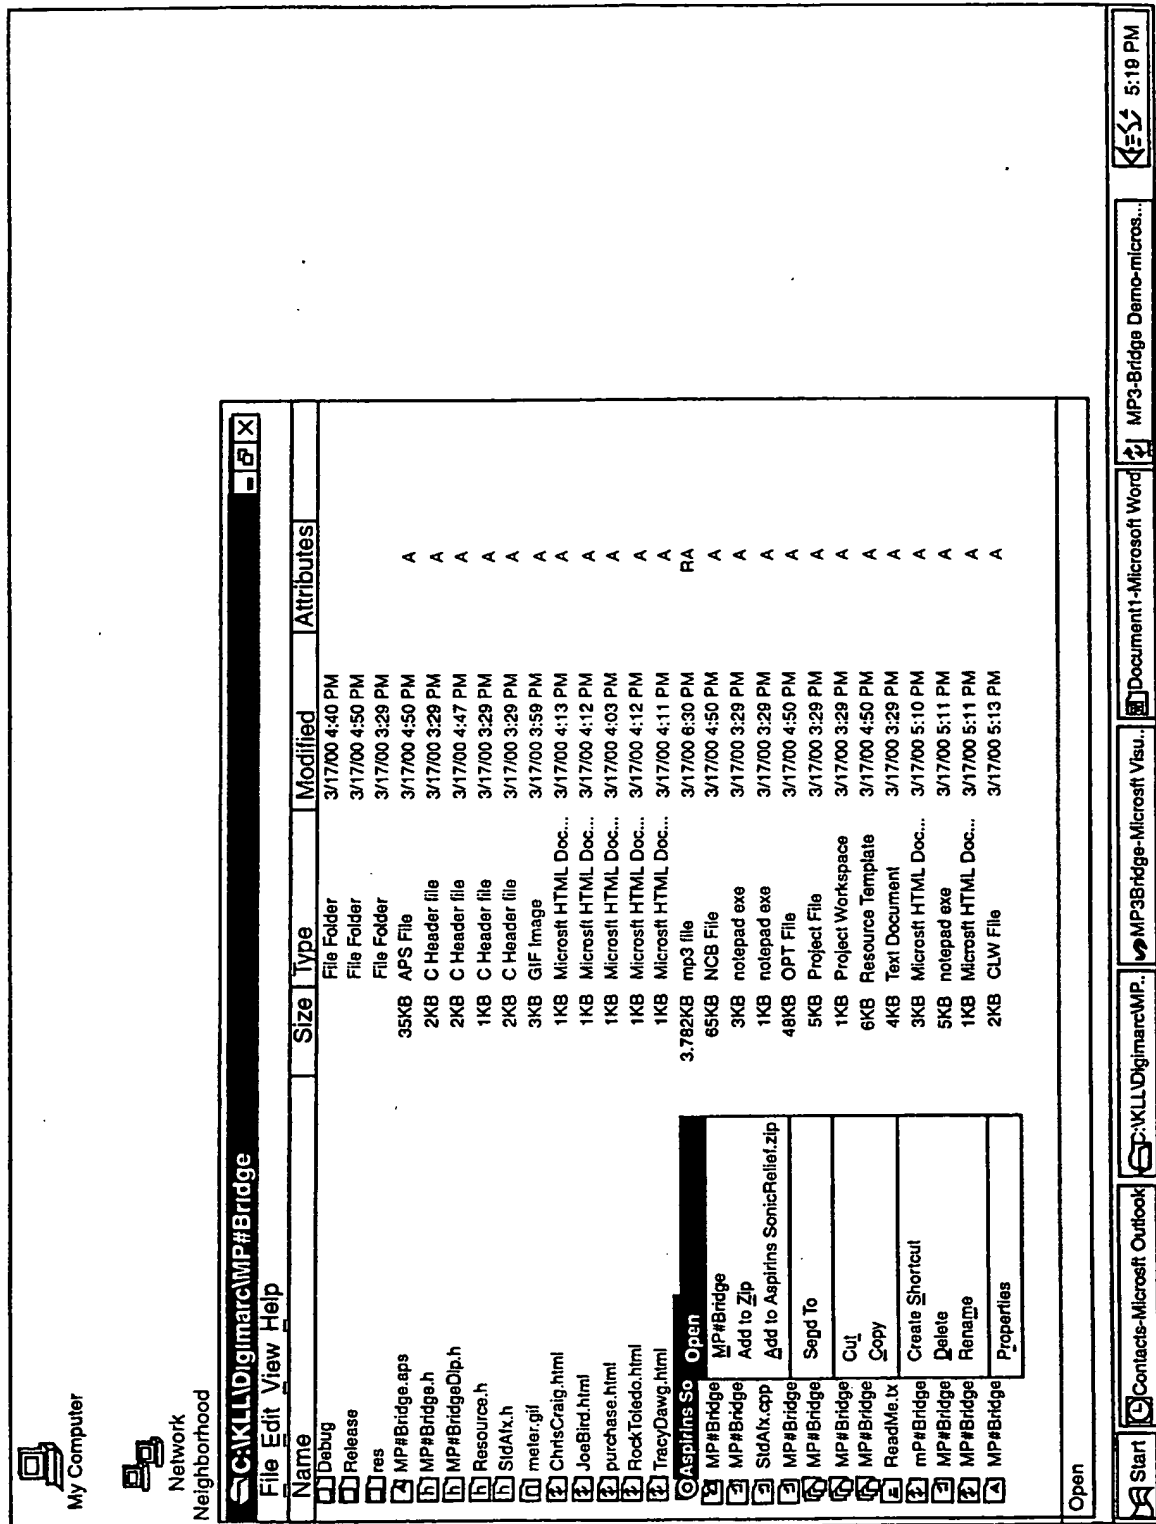 My Computer
Network
Neighborhood
C:\KLL\Digimarc\MP#Bridge
File Edit View Help
Name Size Type Modified Attributes
Debug File Folder 3/17/00 4:40 PM
Release File Folder 3/17/00 4:50 PM
res File Folder 3/17/00 3:29 PM
MP#Bridge.aps 35KB APS File 3/17/00 4:50 PM A
MP#Bridge.h 2KB C Header file 3/17/00 3:29 PM A
MP#BridgeDlp.h 2KB C Header file 3/17/00 4:47 PM A
Resource.h 1KB C Header file 3/17/00 3:29 PM A
StdAfx.h 2KB C Header file 3/17/00 3:29 PM A
meter.gif 3KB GIF Image 3/17/00 3:59 PM A
ChrisCraig.html 1KB Microsft HTML Doc... 3/17/00 4:13 PM A
JoeBird.html 1KB Microsft HTML Doc... 3/17/00 4:12 PM A
purchase.html 1KB Microsft HTML Doc... 3/17/00 4:03 PM A
RockToledo.html 1KB Microsft HTML Doc... 3/17/00 4:12 PM A
TracyDawg.html 1KB Microsft HTML Doc... 3/17/00 4:11 PM A
Aspirins So Open 3.782KB mp3 file 3/17/00 6:30 PM RA
MP#Bridge MP#Bridge 65KB NCB File 3/17/00 4:50 PM A
MP#Bridge Add to Zip 3KB notepad exe 3/17/00 3:29 PM A
StdAfx.cpp Add to Aspirins SonicRelief.zip 1KB notepad exe 3/17/00 3:29 PM A
MP#Bridge 48KB OPT File 3/17/00 4:50 PM A
MP#Bridge Send To 5KB Project File 3/17/00 3:29 PM A
MP#Bridge Cut 1KB Project Workspace 3/17/00 3:29 PM A
MP#Bridge Copy 6KB Resource Template 3/17/00 4:50 PM A
ReadMe.tx 4KB Text Document 3/17/00 3:29 PM A
mP#Bridge Create Shortcut 3KB Microsft HTML Doc... 3/17/00 5:10 PM A
MP#Bridge Delete 5KB notepad exe 3/17/00 5:11 PM A
MP#Bridge Rename 1KB Microsft HTML Doc... 3/17/00 5:11 PM A
MP#Bridge Properties 2KB CLW File 3/17/00 5:13 PM A
Open
Start Contacts-Microsft Outlook C:\KLL\Digimarc\MP.. MP3Bridge-Microsft Visu.. Document1-Microsoft Word MP3-Bridge Demo-micros... 5:19 PM